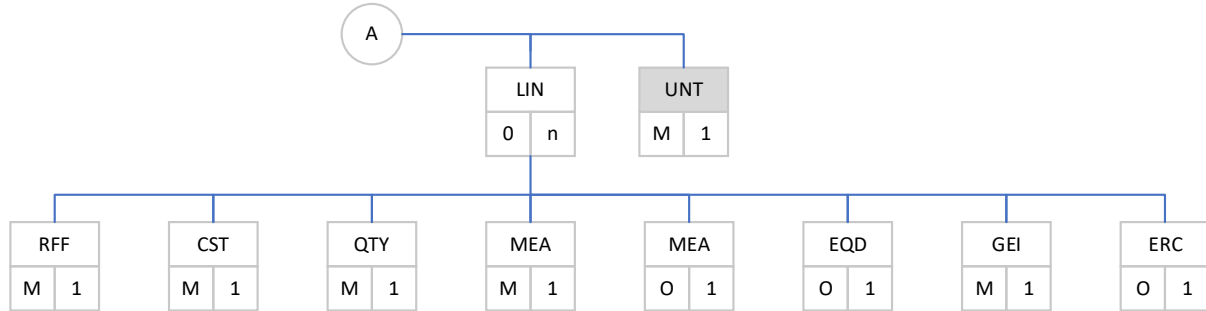 A
LIN UNT
0 n M 1
RFF CST QTY MEA MEA EQD GEI ERC
M 1 M 1 M 1 M 1 O 1 O 1 M 1 O 1